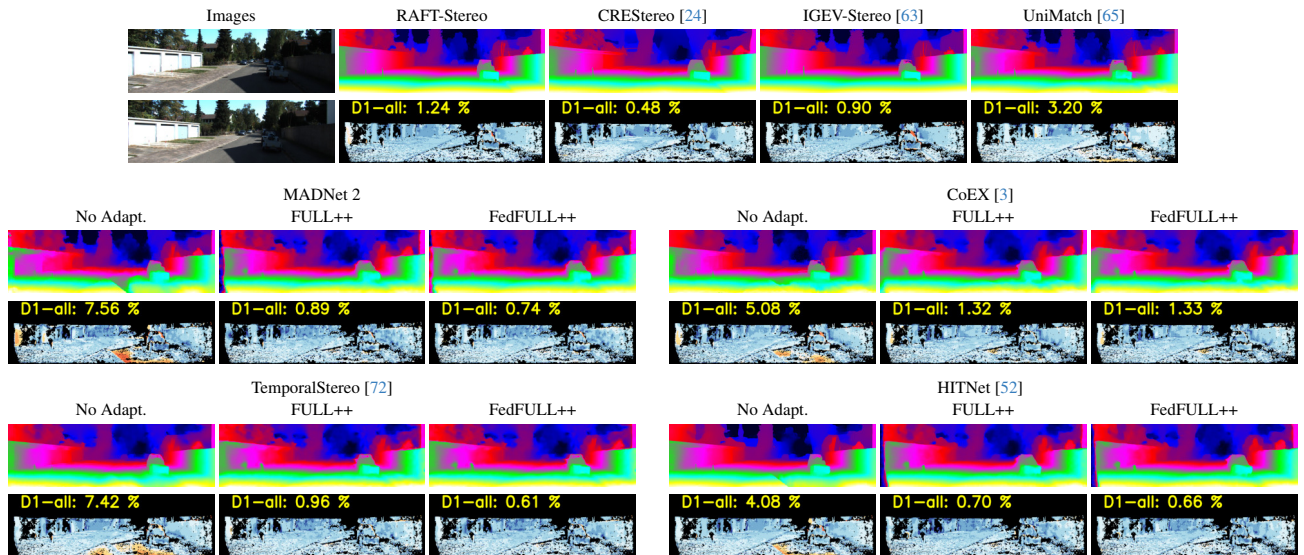 Images RAFT-Stereo CREStereo [24] IGEV-Stereo [63] UniMatch [65]
D1-all: 1.24 % D1-all: 0.48 % D1-all: 0.90 % D1-all: 3.20 %
MADNet 2 CoEX [3]
No Adapt. FULL++ FedFULL++ No Adapt. FULL++ FedFULL++
D1-all: 7.56 % D1-all: 0.89 % D1-all: 0.74 % D1-all: 5.08 % D1-all: 1.32 % D1-all: 1.33 %
TemporalStereo [72] HITNet [52]
No Adapt. FULL++ FedFULL++ No Adapt. FULL++ FedFULL++
D1-all: 7.42 % D1-all: 0.96 % D1-all: 0.61 % D1-all: 4.08 % D1-all: 0.70 % D1-all: 0.66 %